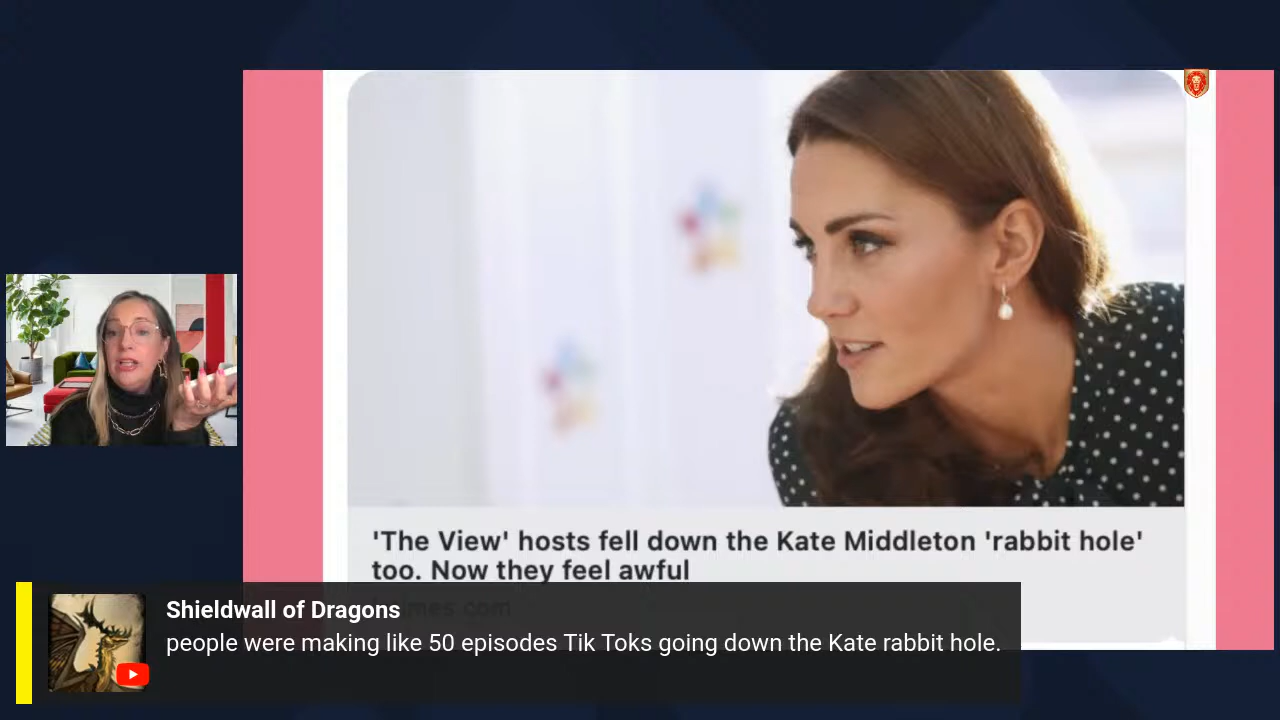 'The View' hosts fell down the Kate Middleton 'rabbit hole'
too. Now they feel awful
Shieldwall of Dragons
people were making like 50 episodes Tik Toks going down the Kate rabbit hole.